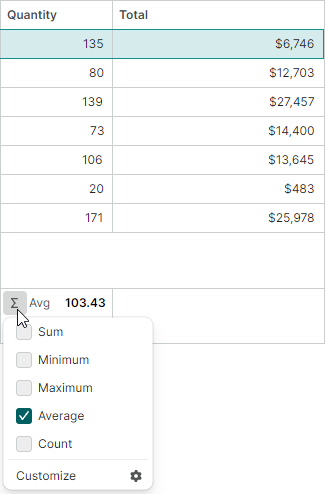 Quantity Total
135 $6,746
80 $12,703
139 $27,457
73 $14,400
106 $13,645
20 $483
171 $25,978
Σ Avg 103.43
Sum
Minimum
Maximum
Average
Count
Customize